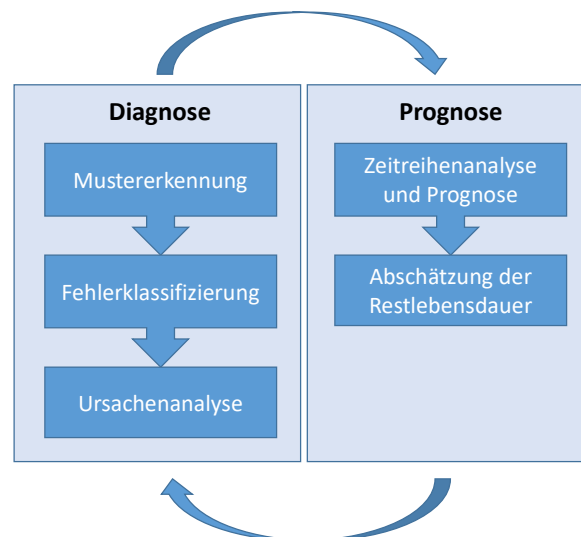 Diagnose
Mustererkennung
Fehlerklassifizierung
Ursachenanalyse
Prognose
Zeitreihenanalyse
und Prognose
Abschätzung der
Restlebensdauer